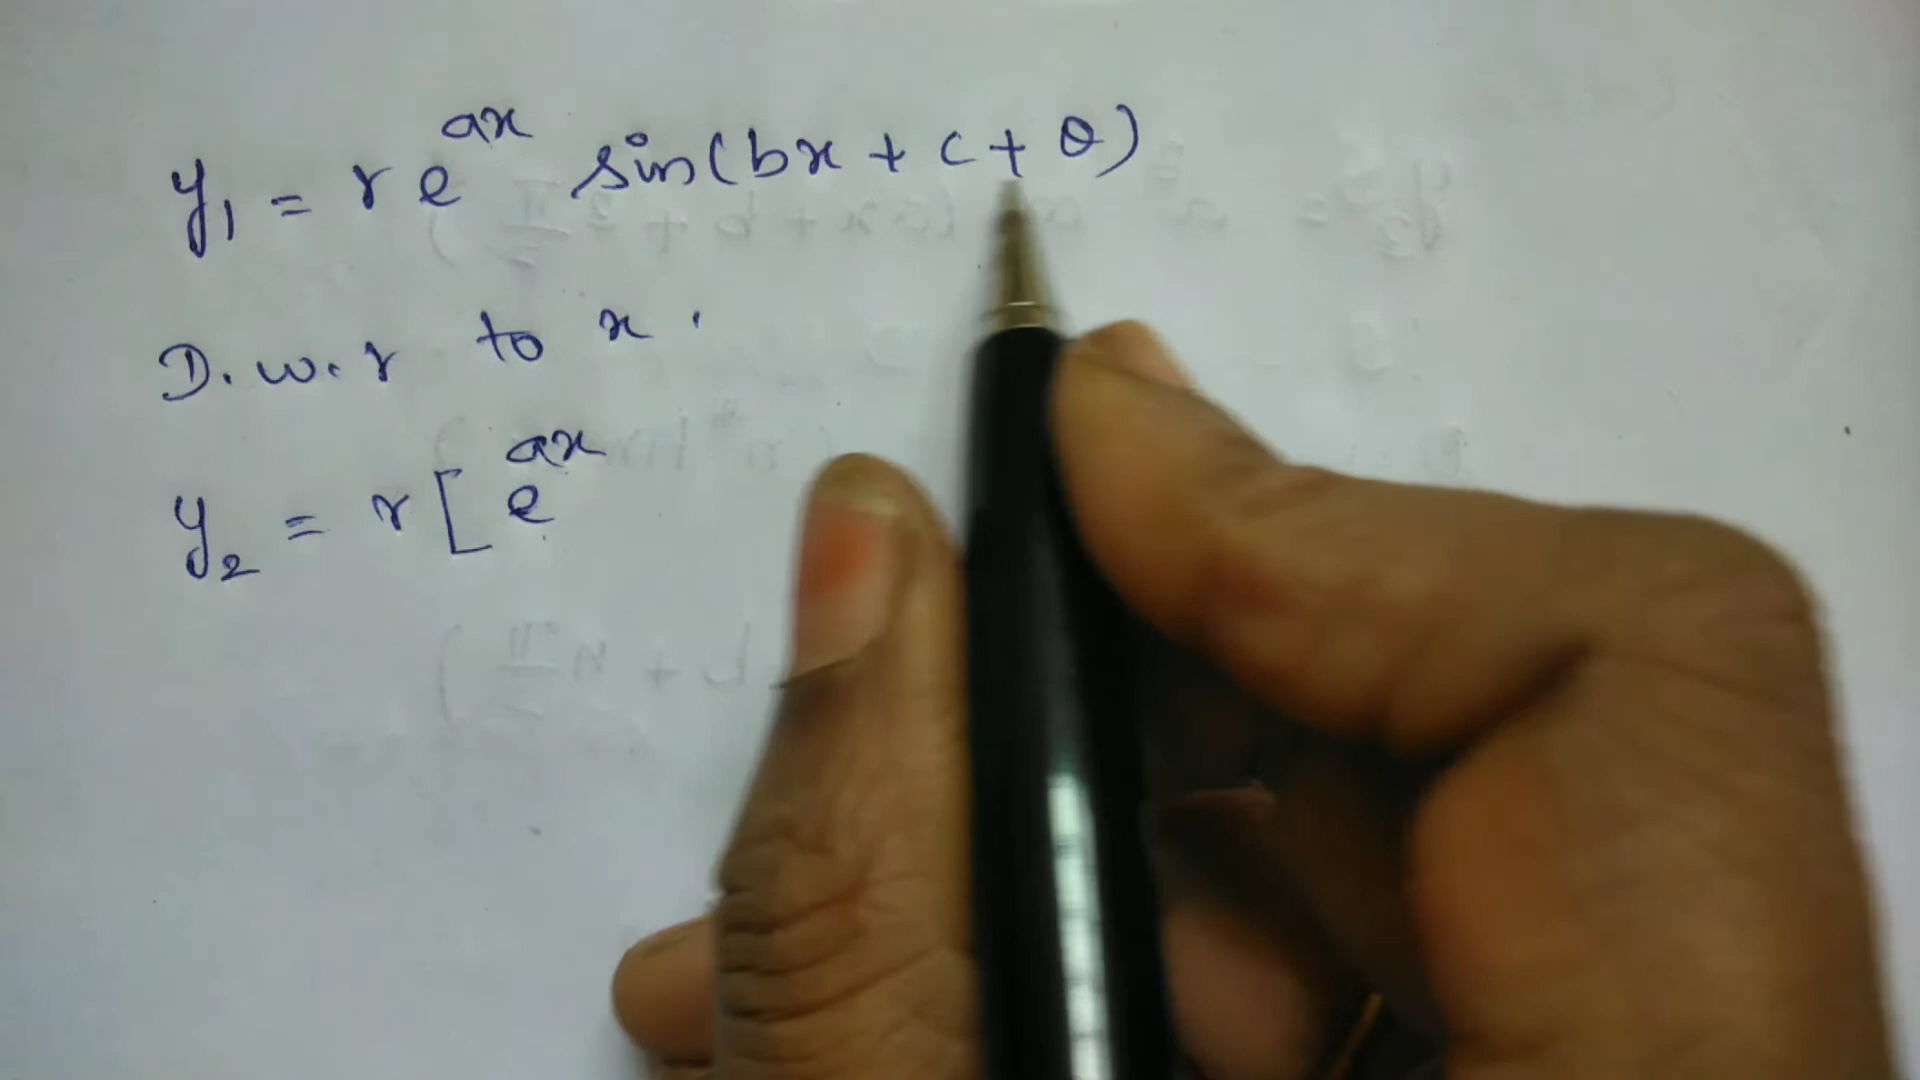 y₁ = r e^{ax} sin(bx + c + θ)
D.w.r to x.
y₂ = r [ e^{ax}